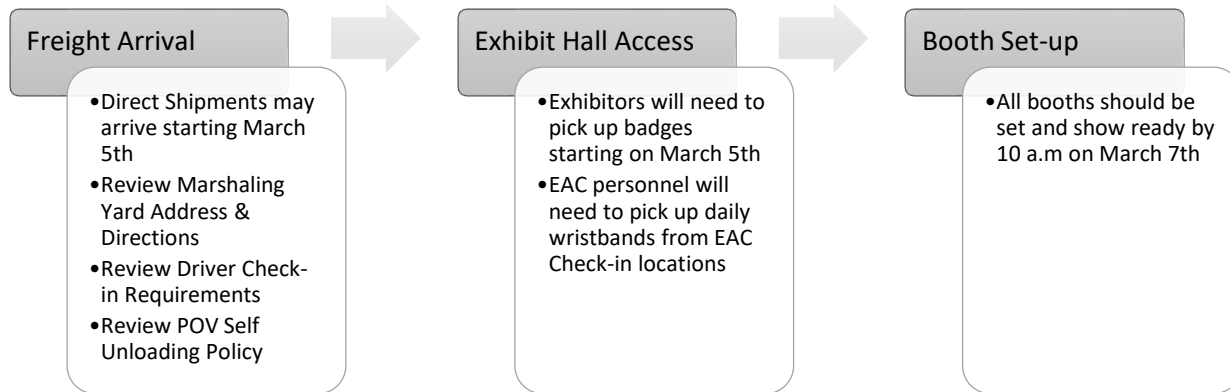 Freight Arrival
•Direct Shipments may
arrive starting March
5th
•Review Marshaling
Yard Address &
Directions
•Review Driver Check-
in Requirements
•Review POV Self
Unloading Policy
Exhibit Hall Access
•Exhibitors will need to
pick up badges
starting on March 5th
•EAC personnel will
need to pick up daily
wristbands from EAC
Check-in locations
Booth Set-up
•All booths should be
set and show ready by
10 a.m on March 7th